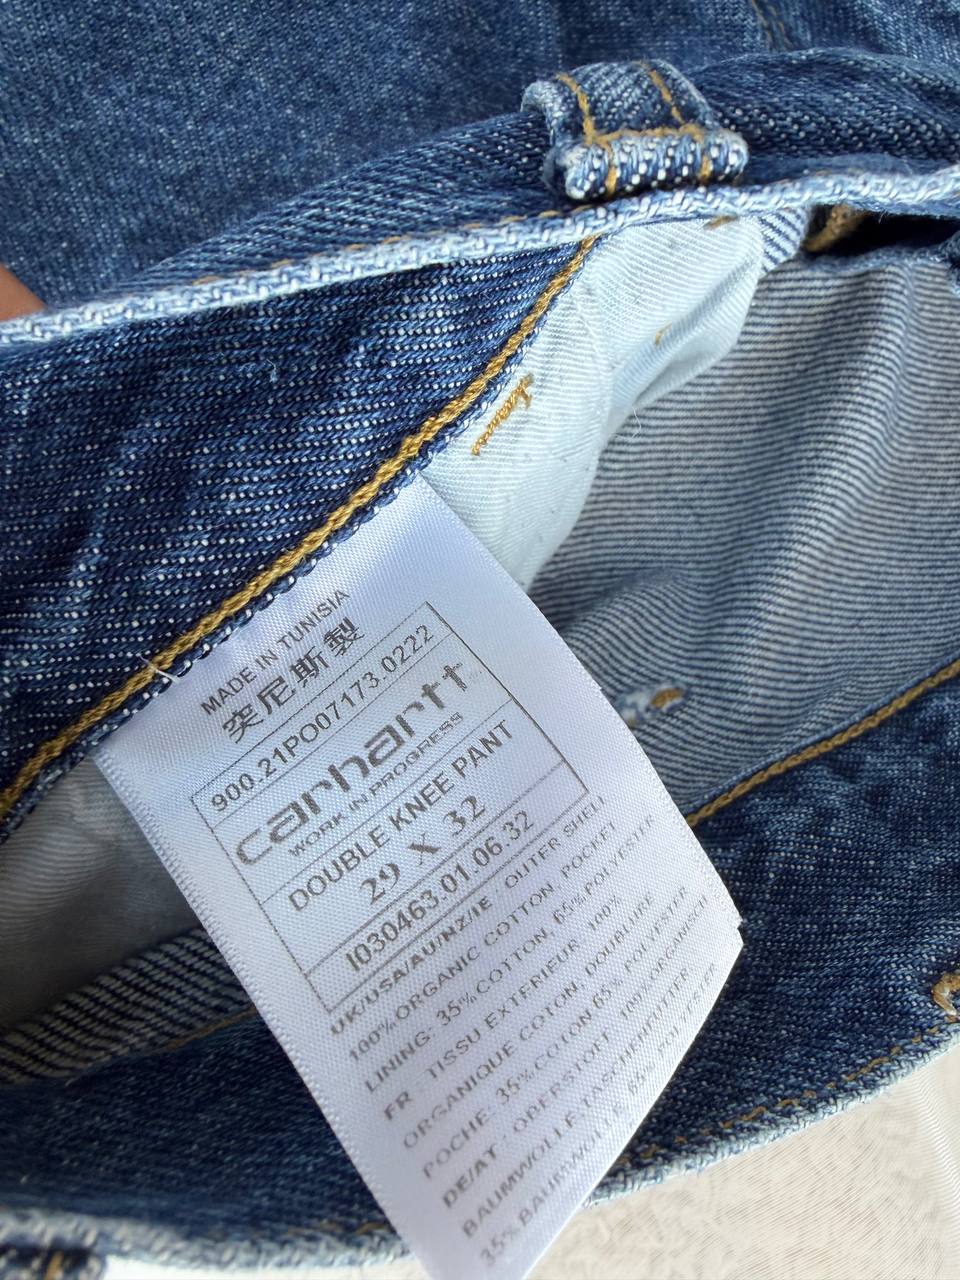 MADE IN TUNISIA
突尼斯製
900.21PO07173.0222
carhartt
WORK IN PROGRESS
DOUBLE KNEE PANT
29 X 32
I030463.01.06.32
UK/USA/AU/NZ/IE : OUTER SHELL
100% ORGANIC COTTON, POCKET
LINING: 35% COTTON, 65% POLYESTER
FR : TISSU EXTERIEUR 100%
ORGANIQUE COTON, DOUBLURE
POCHE: 35% COTON 65% POLYESTER
DE/AT : OBERSTOFF 100% ORGANISCH
BAUMWOLLE, TASCHENFUTTER
35% BAUMWOLLE, 65% POLYESTER